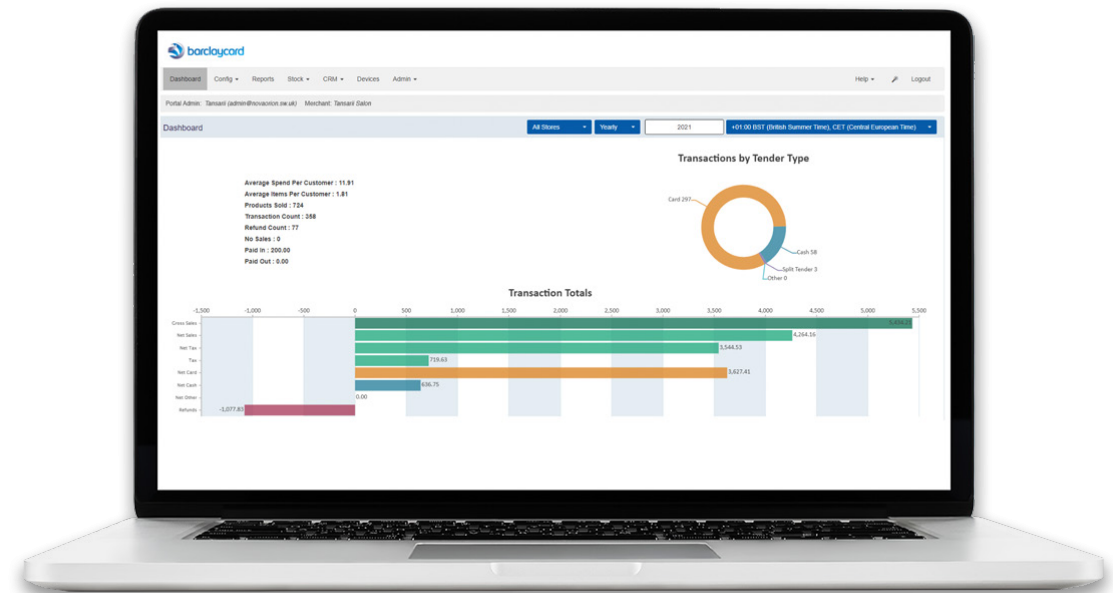 barclaycard
Dashboard Config Reports Stock CRM Devices Admin Help Logout
Portal Admin: Tansarii (admin@novaorion.sw.uk) Merchant: Tansarii Salon
Dashboard All Stores Yearly 2021 +01:00 BST (British Summer Time), CET (Central European Time)
Transactions by Tender Type
Average Spend Per Customer : 11.91
Average Items Per Customer : 1.81
Products Sold : 724
Transaction Count : 358
Refund Count : 77
No Sales : 0
Paid In : 200.00
Paid Out : 0.00
Card 297
Cash 58
Split Tender 3
Other 0
Transaction Totals
-1,500 -1,000 -500 0 500 1,000 1,500 2,000 2,500 3,000 3,500 4,000 4,500 5,000 5,500
Gross Sales
Net Sales 4,264.16
Net Tax 3,544.53
Tax 719.63
Net Card 3,627.41
Net Cash 636.75
Net Other 0.00
Refunds -1,077.83